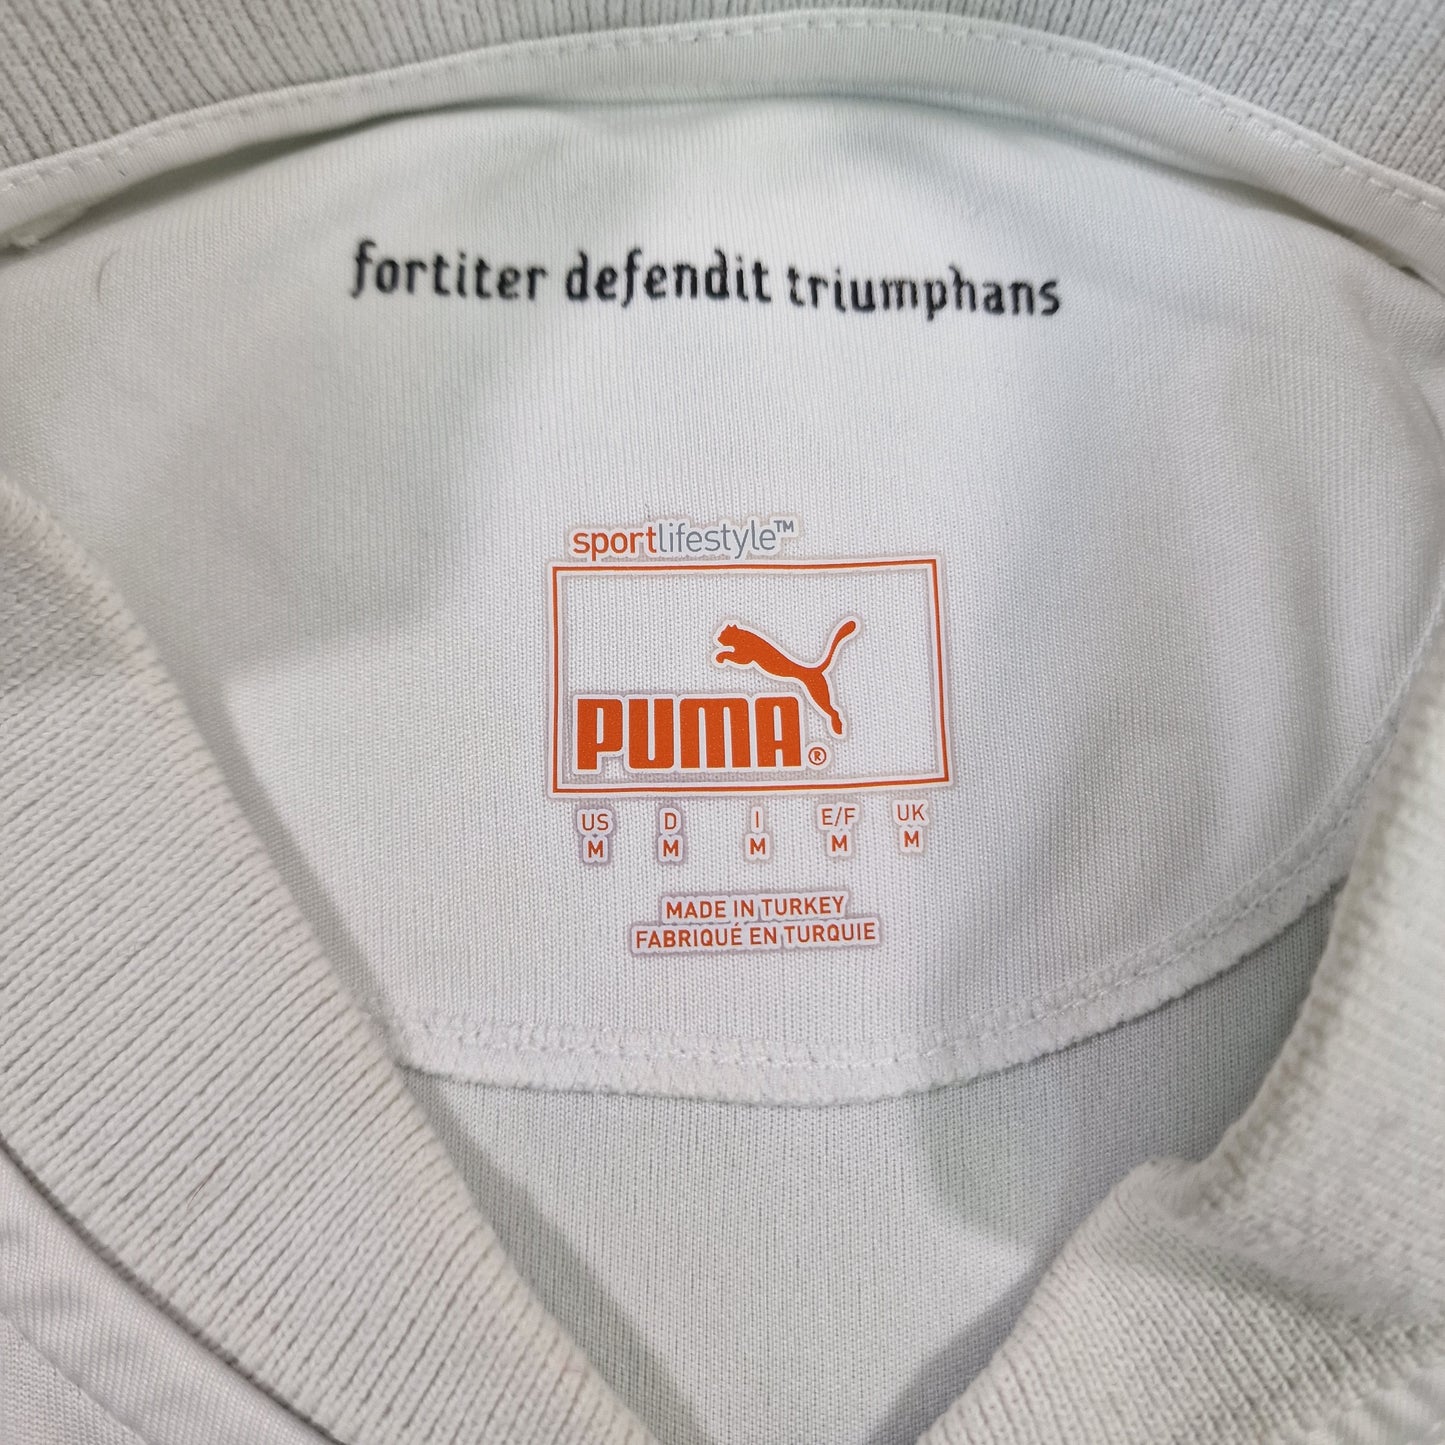 fortiter defendit triumphans
sportlifestyle™
PUMA®
US D I E/F UK
M M M M M
MADE IN TURKEY
FABRIQUÉ EN TURQUIE